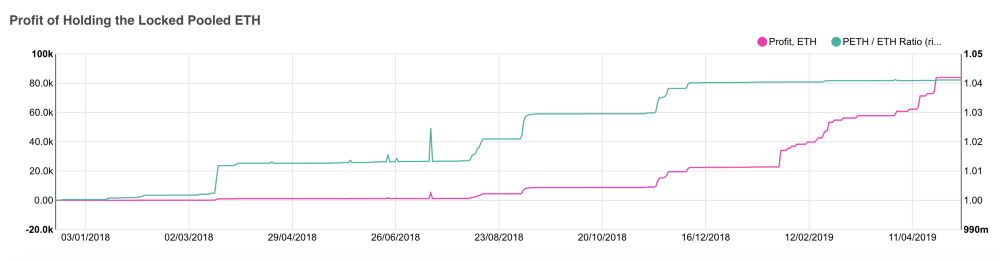 Profit of Holding the Locked Pooled ETH
Profit, ETH PETH / ETH Ratio (ri...
100k 1.05
80.0k 1.04
60.0k 1.03
40.0k 1.02
20.0k 1.01
0.00 1.00
-20.0k 990m
03/01/2018 02/03/2018 29/04/2018 26/06/2018 23/08/2018 20/10/2018 16/12/2018 12/02/2019 11/04/2019